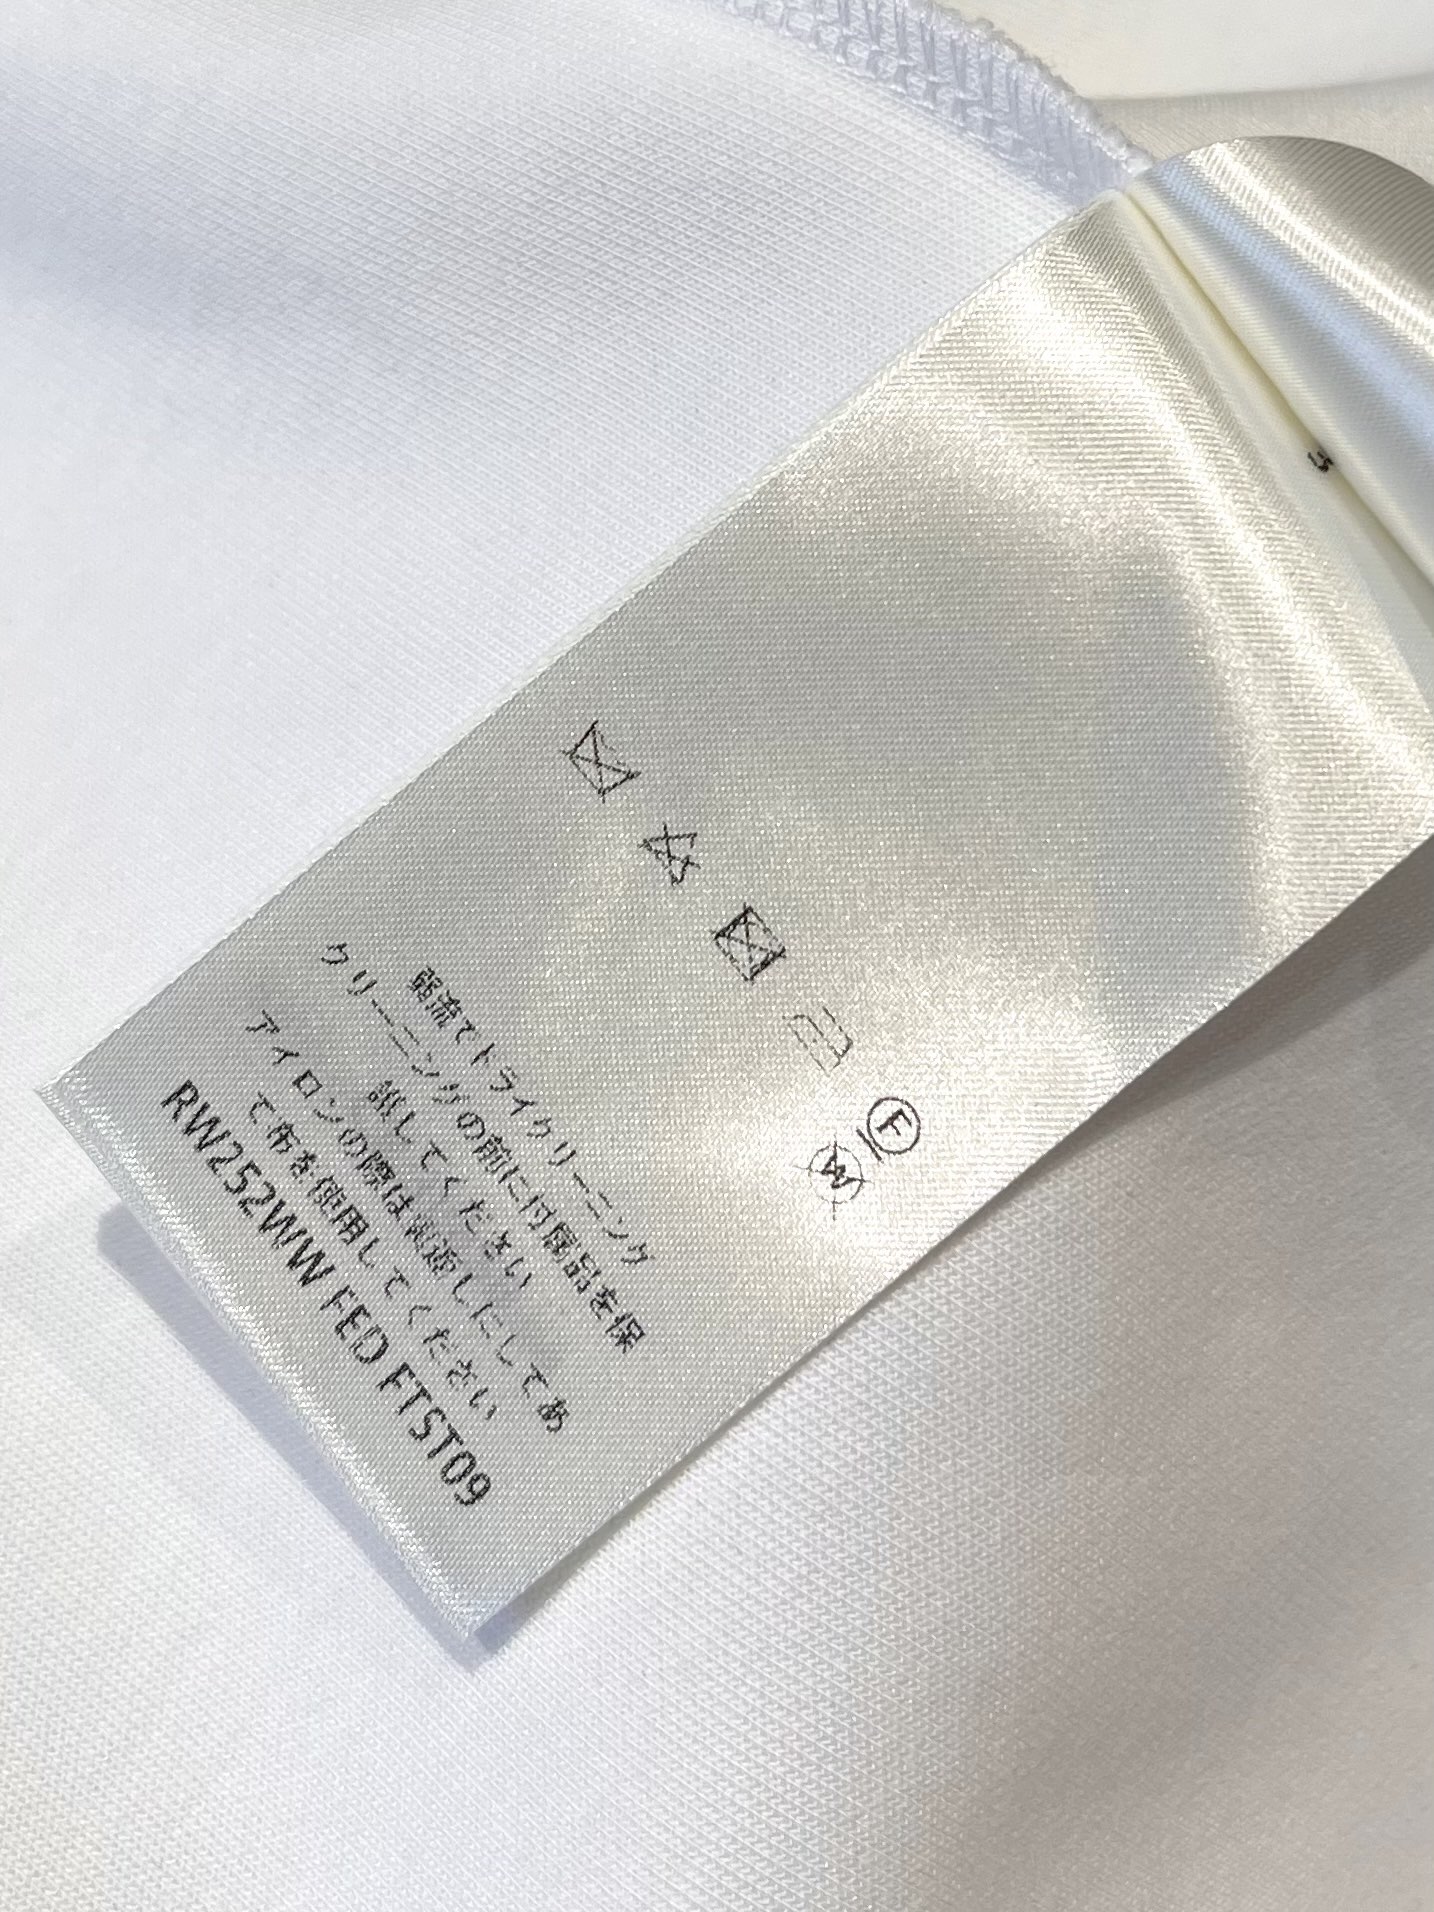 F
W
弱流でドライクリーニング
クリーニングの前に付属品を保
護してください
アイロンの際は裏返しにしてあ
て布を使用してください
RW252WW FED FTST09